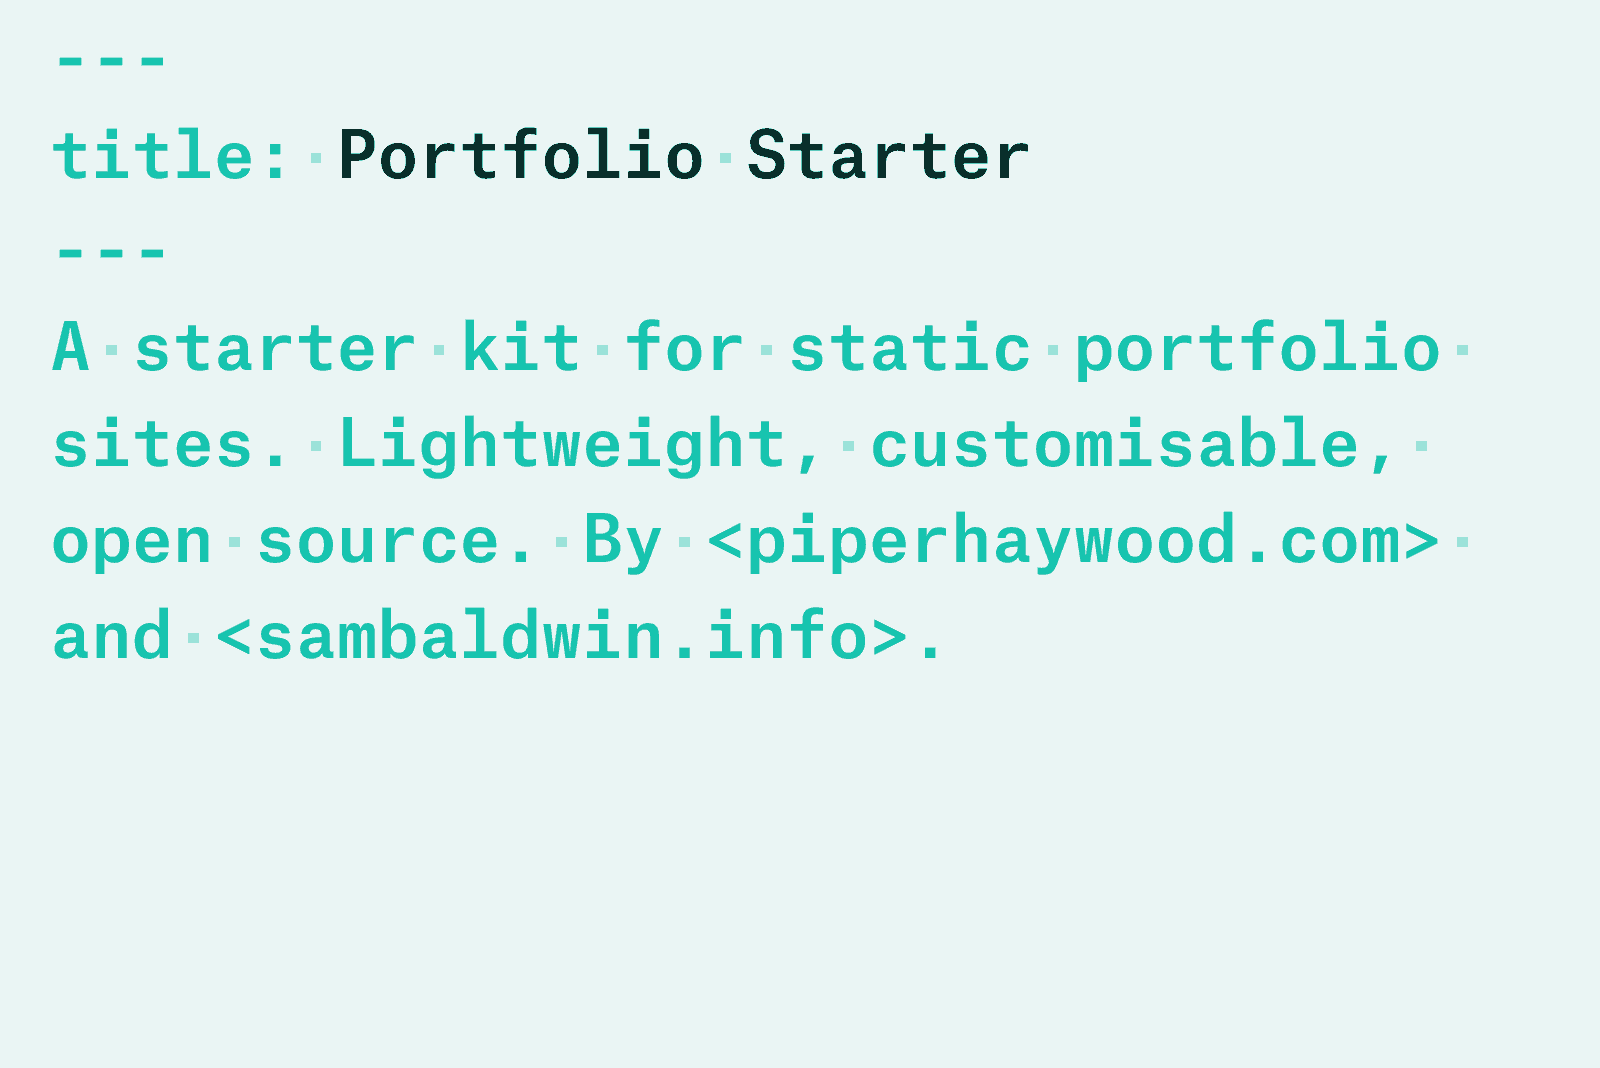 ---
title: Portfolio Starter
---
A starter kit for static portfolio
sites. Lightweight, customisable,
open source. By <piperhaywood.com>
and <sambaldwin.info>.